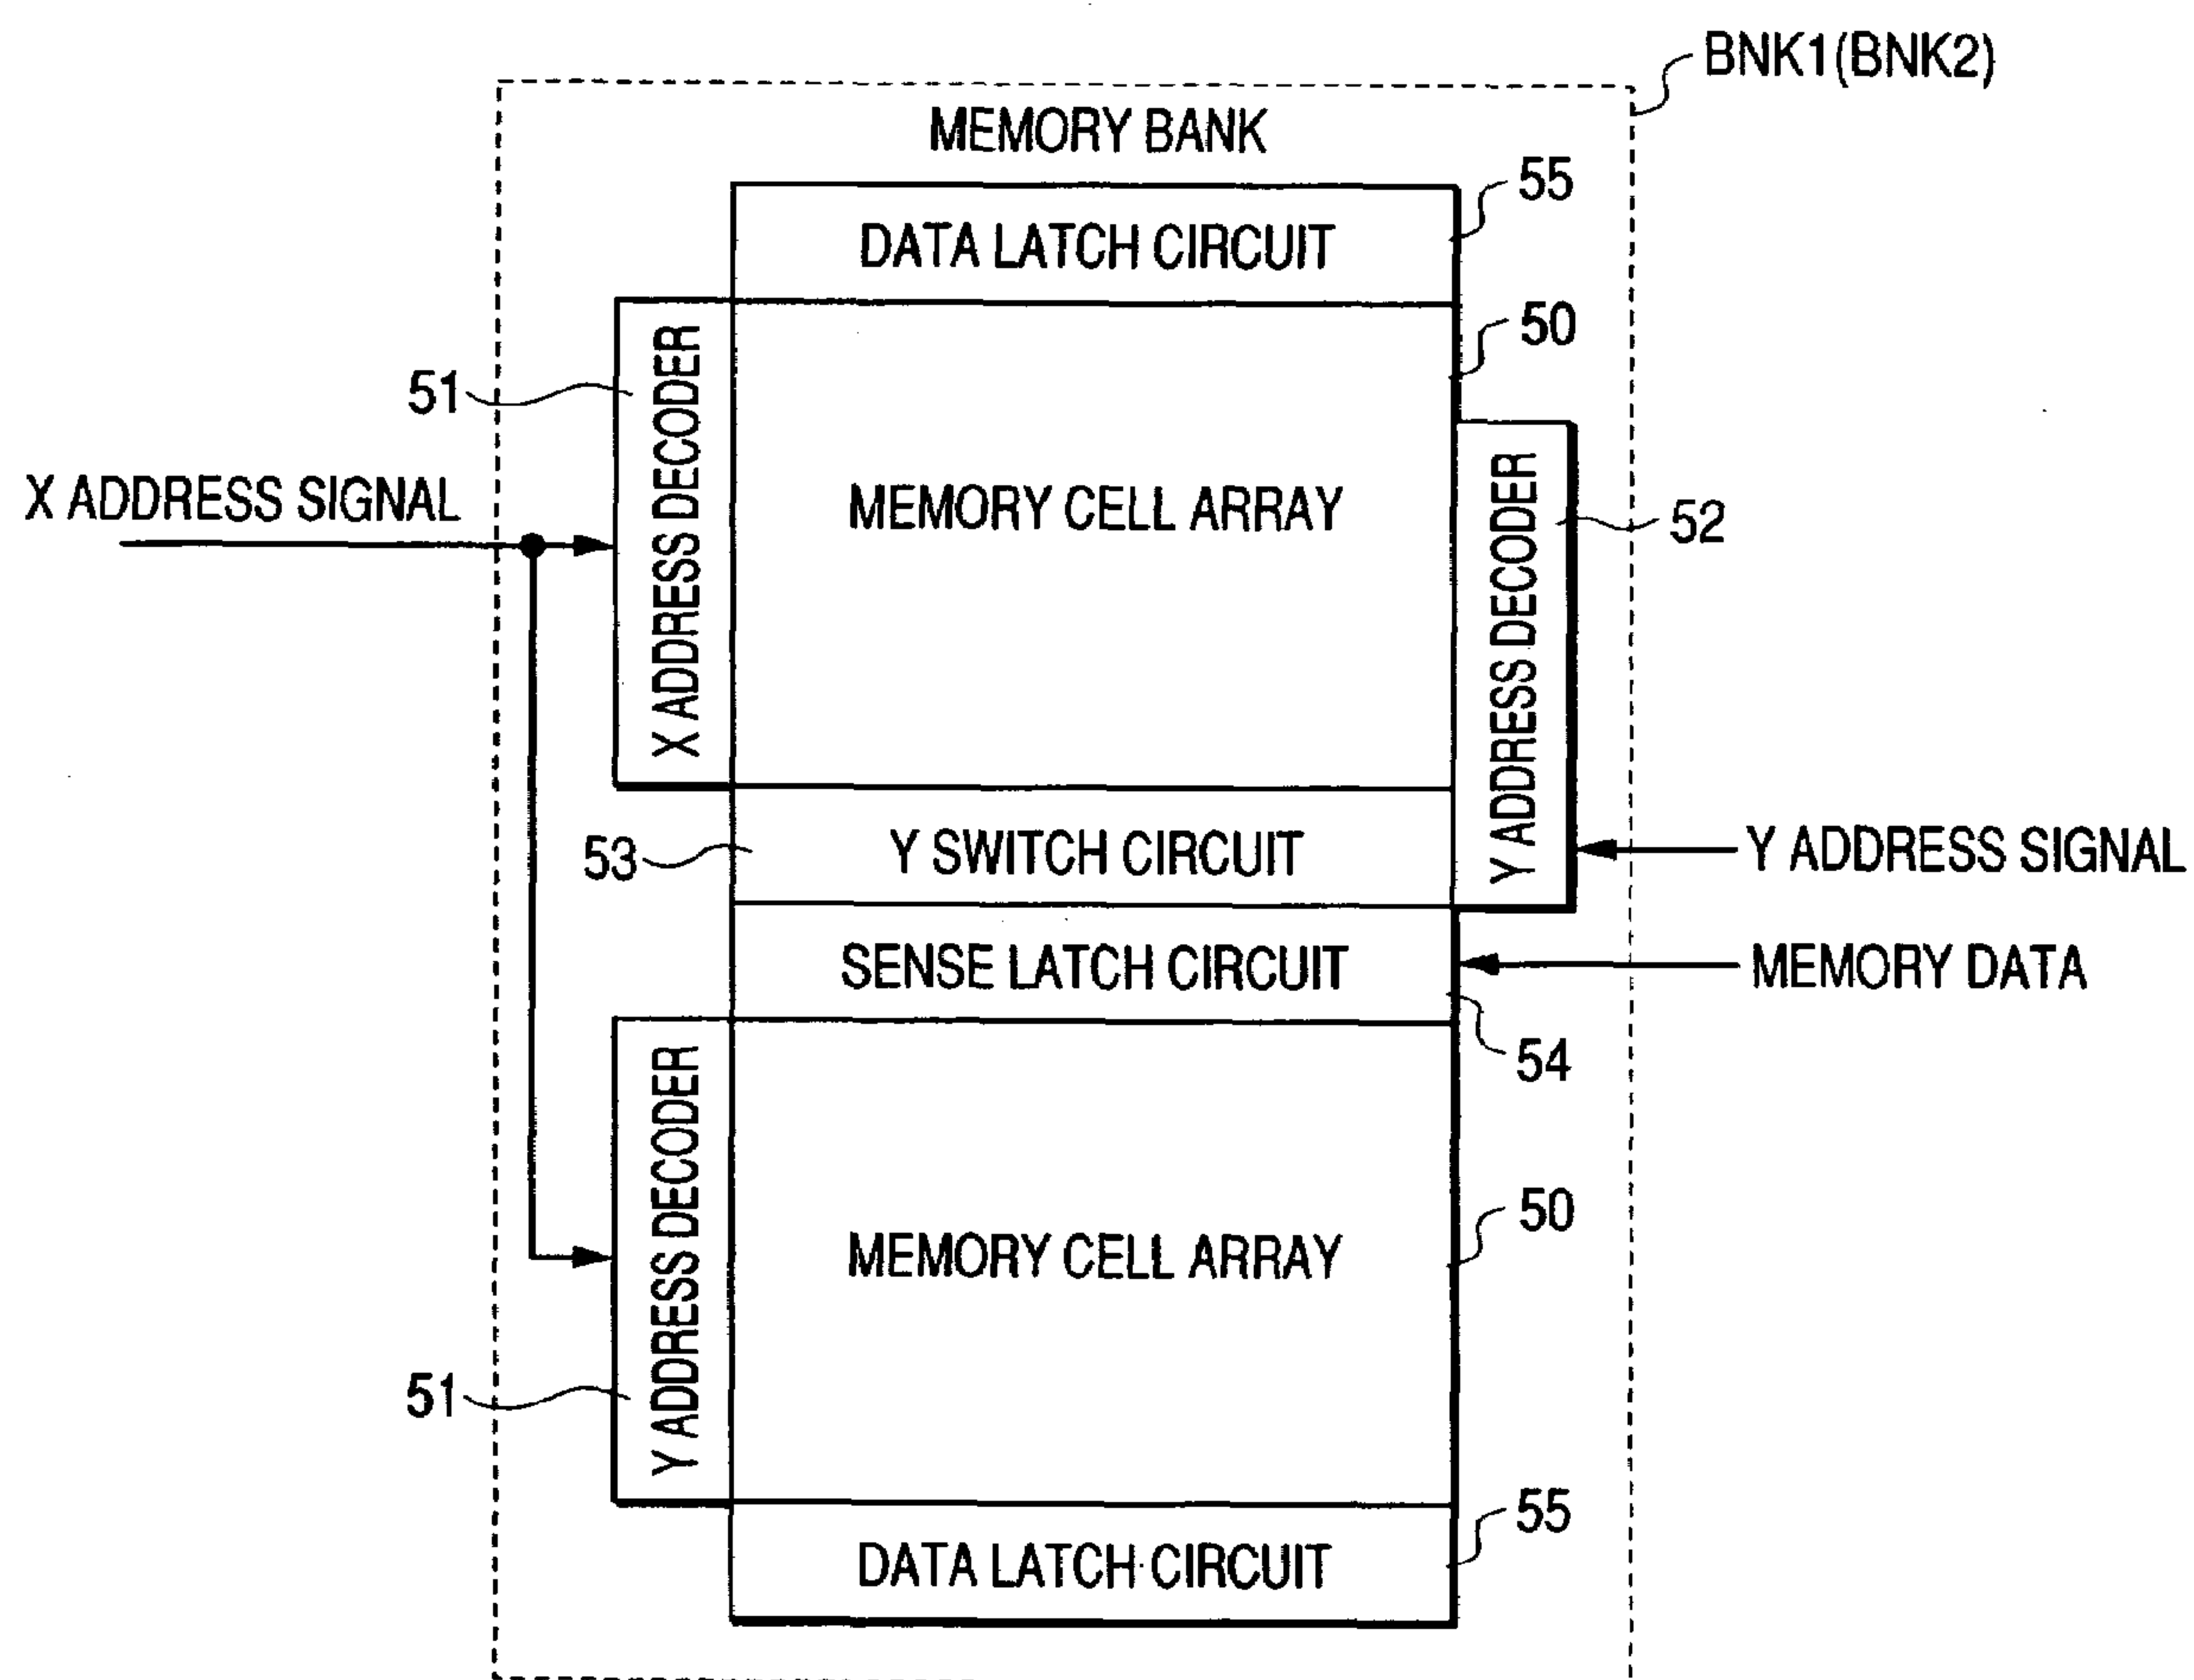 BNK1(BNK2)
MEMORY BANK
55
DATA LATCH CIRCUIT
50
51
X ADDRESS DECODER
MEMORY CELL ARRAY
X ADDRESS SIGNAL
Y ADDRESS DECODER
52
53
Y SWITCH CIRCUIT
Y ADDRESS SIGNAL
SENSE LATCH CIRCUIT
MEMORY DATA
54
Y ADDRESS DECODER
50
MEMORY CELL ARRAY
51
55
DATA LATCH CIRCUIT